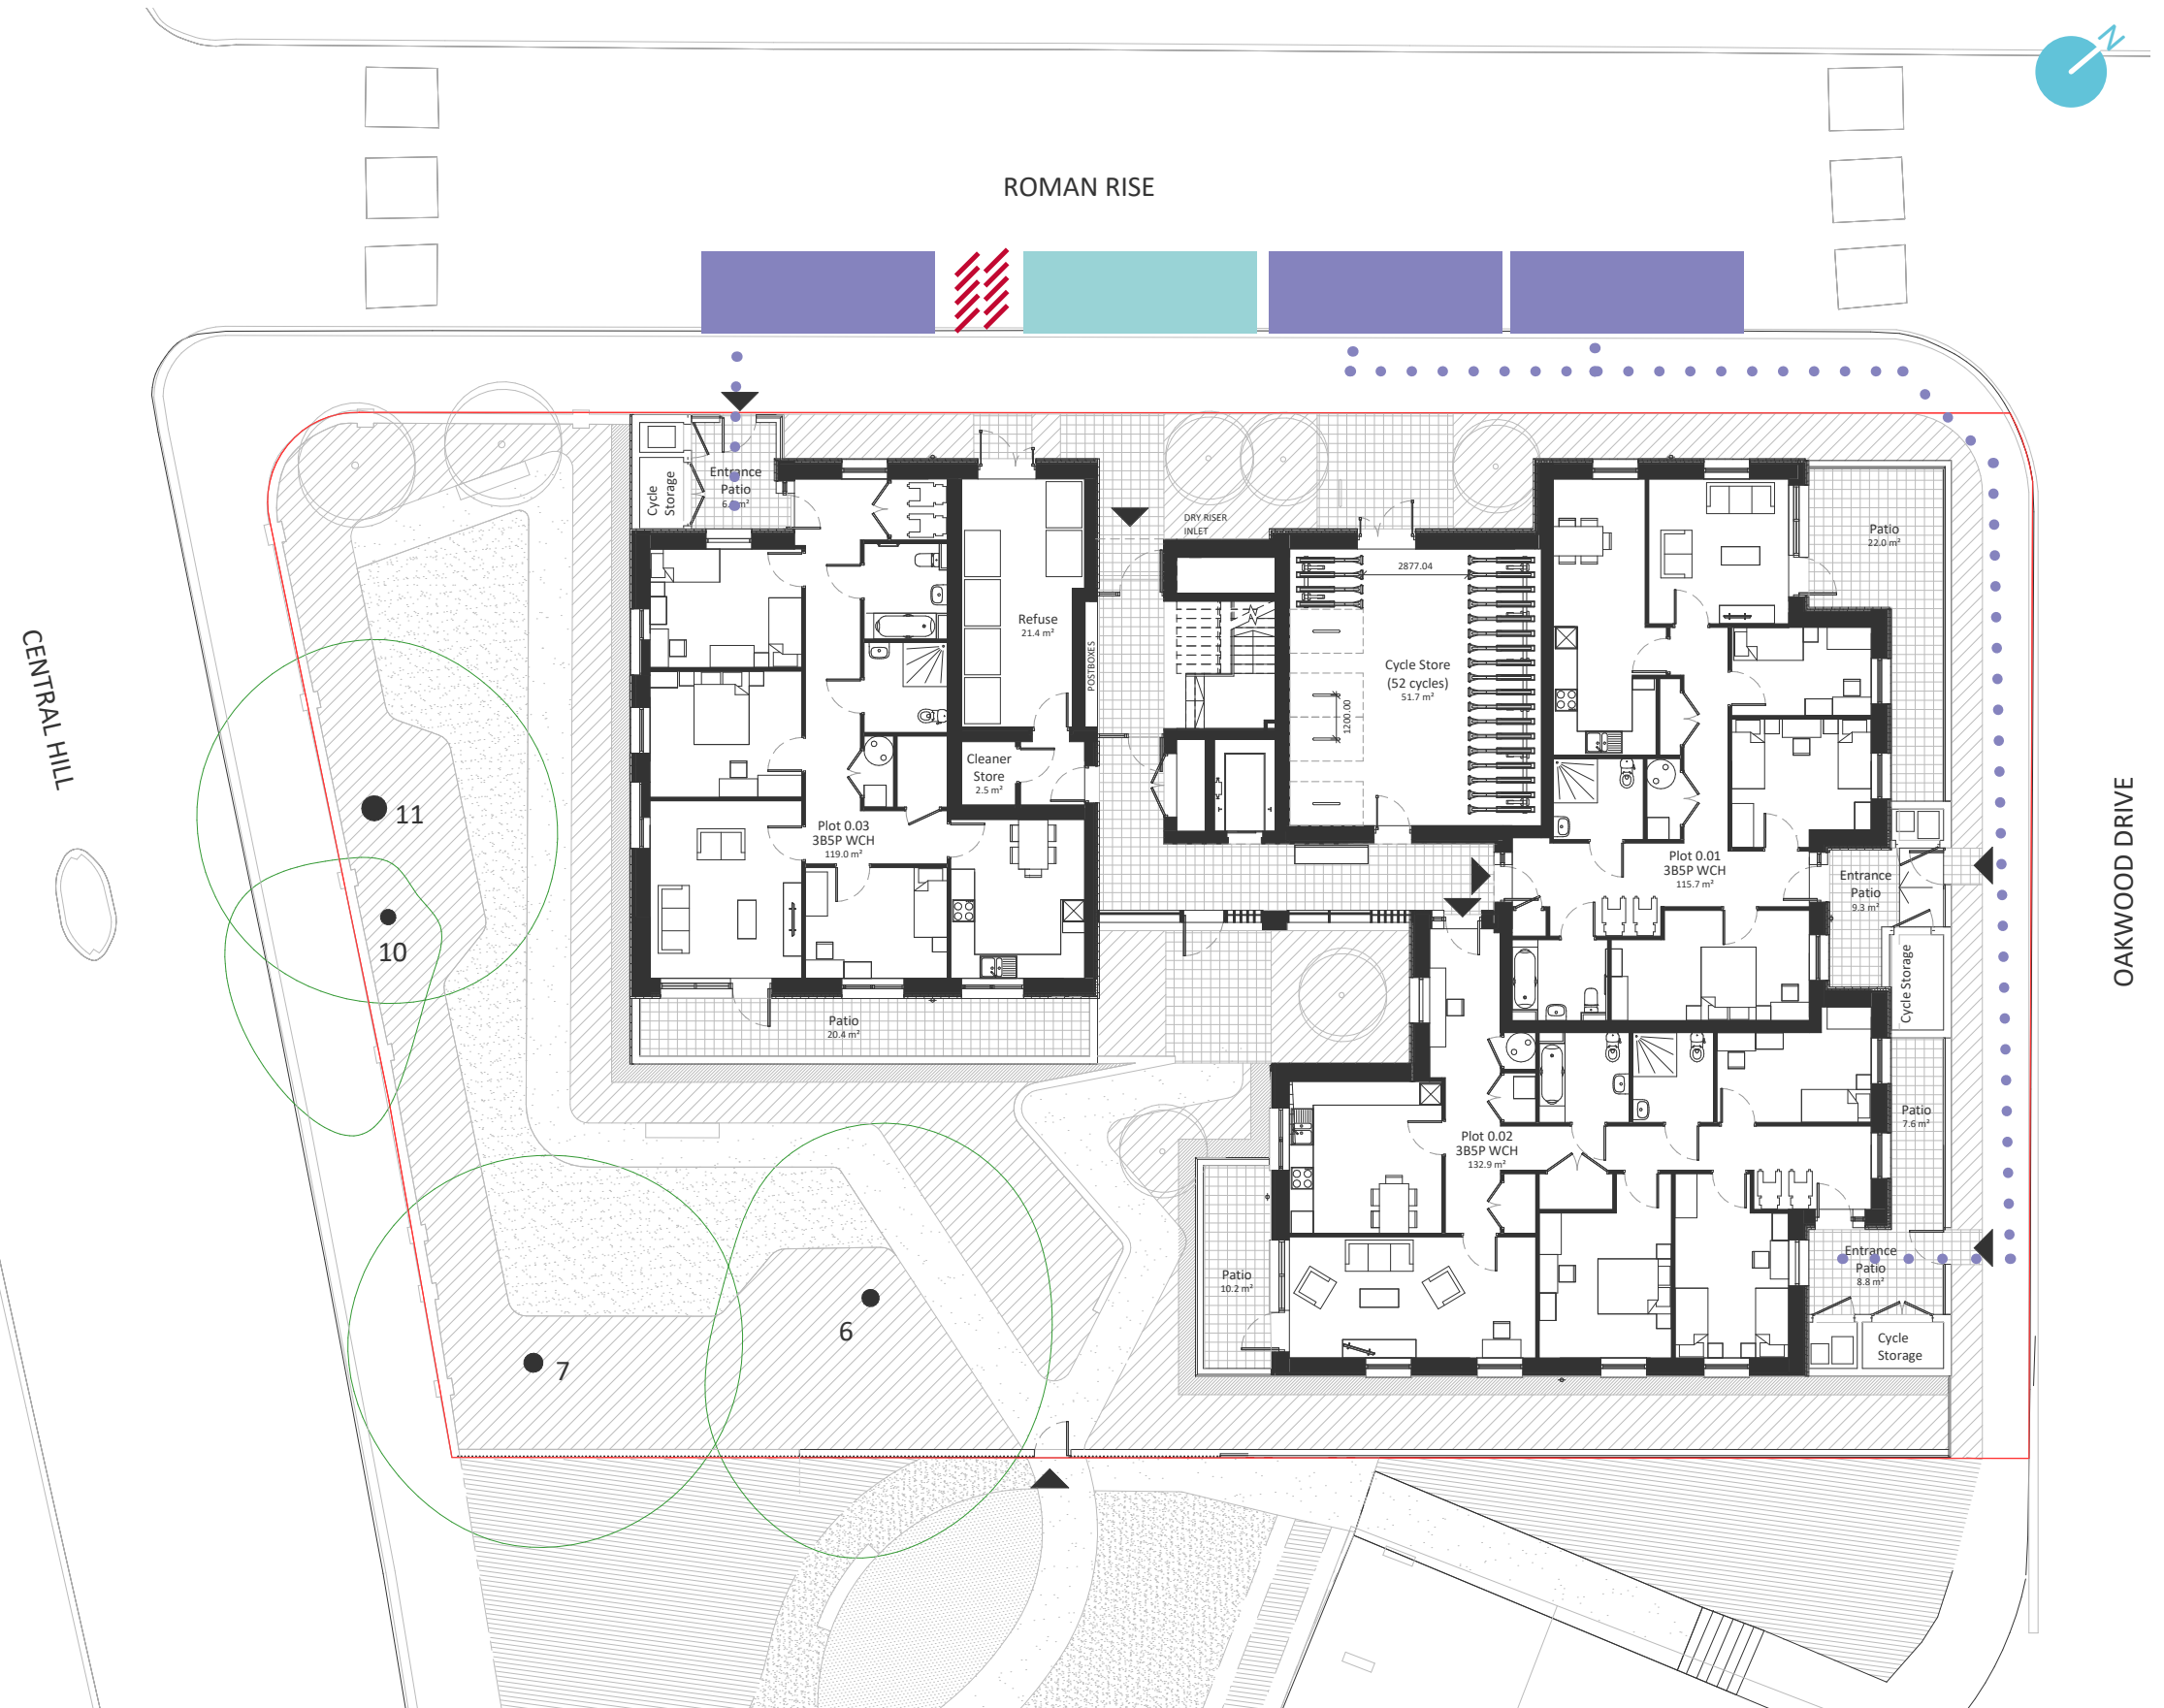 N
ROMAN RISE
CENTRAL HILL
OAKWOOD DRIVE
Cycle
Storage
Entrance
Patio
DRY RISER
INLET
Refuse
21.4 m²
POSTBOXES
2877.04
Cycle Store
(52 cycles)
51.7 m²
1200.00
Patio
22.0 m²
Cleaner
Store
2.5 m²
Plot 0.03
3B5P WCH
119.0 m²
Plot 0.01
3B5P WCH
115.7 m²
Entrance
Patio
9.3 m²
Cycle Storage
11
10
Patio
20.4 m²
Patio
7.6 m²
Plot 0.02
3B5P WCH
132.9 m²
Patio
10.2 m²
Entrance
Patio
8.8 m²
Cycle
Storage
6
7